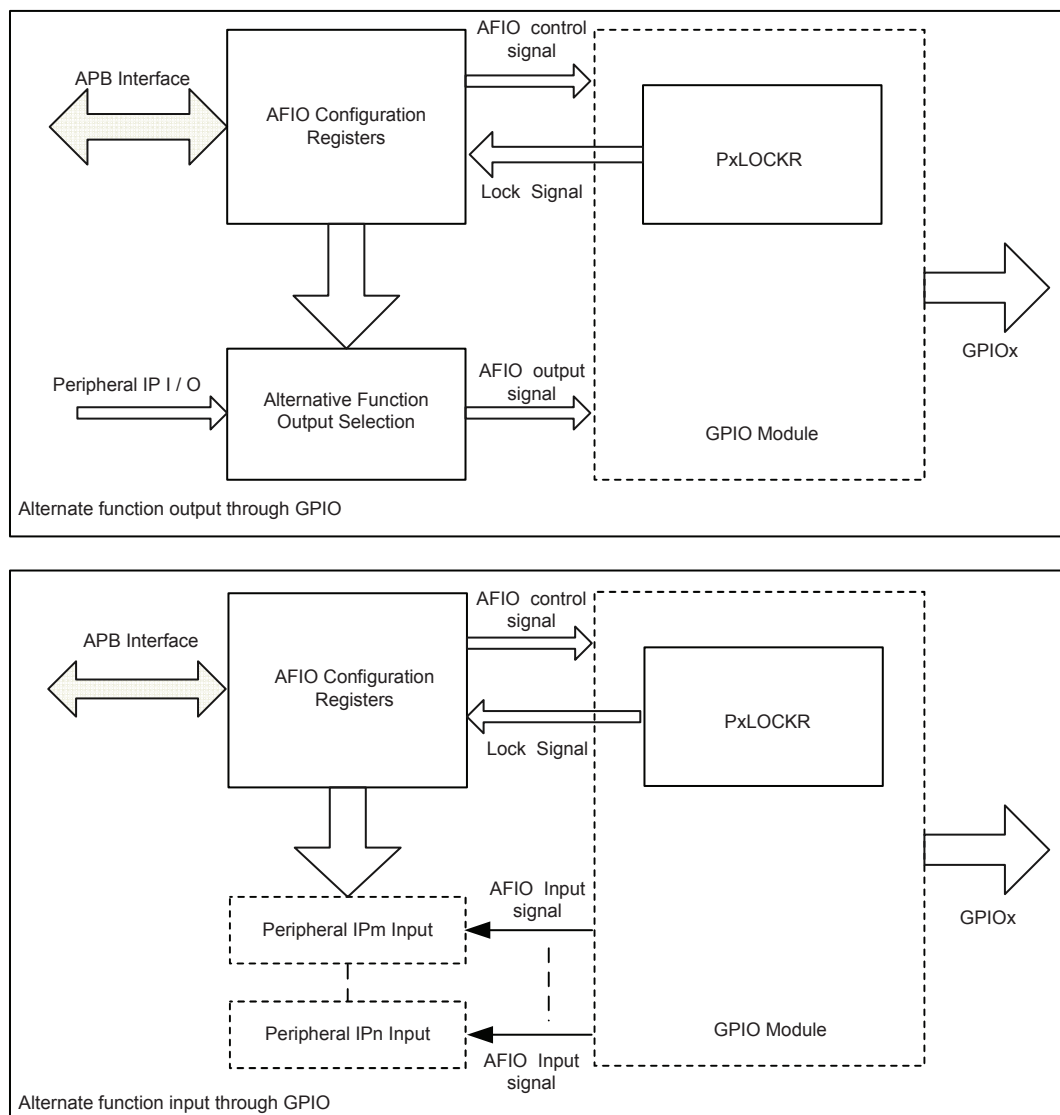 AFIO control
signal
APB Interface
AFIO Configuration
Registers
PxLOCKR
Lock Signal
GPIOx
Peripheral IP I / O
Alternative Function
Output Selection
AFIO output
signal
GPIO Module
Alternate function output through GPIO
AFIO control
signal
APB Interface
AFIO Configuration
Registers
PxLOCKR
Lock Signal
AFIO Input
signal
Peripheral IPm Input
GPIOx
Peripheral IPn Input
GPIO Module
AFIO Input
signal
Alternate function input through GPIO